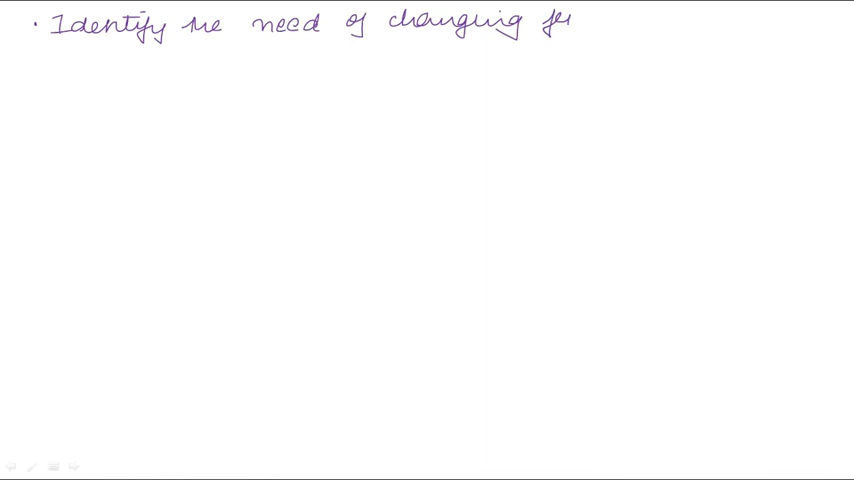 · Identify the need of changing